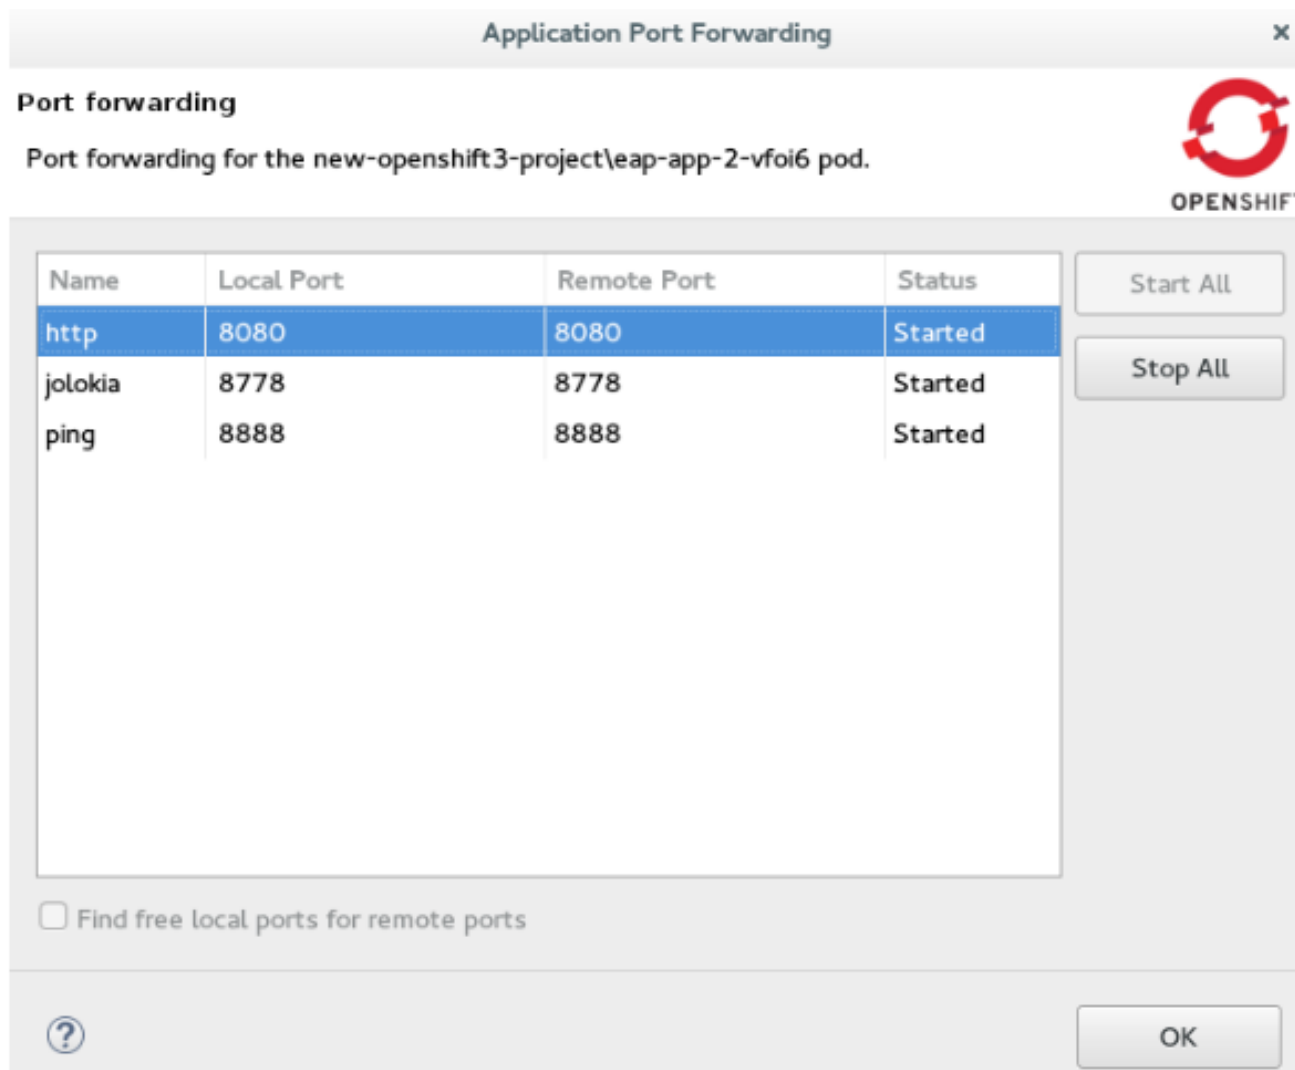 Application Port Forwarding ×
Port forwarding
Port forwarding for the new-openshift3-project\eap-app-2-vfoi6 pod.
OPENSHIF
Name Local Port Remote Port Status
http 8080 8080 Started
jolokia 8778 8778 Started
ping 8888 8888 Started
Start All
Stop All
Find free local ports for remote ports
?
OK